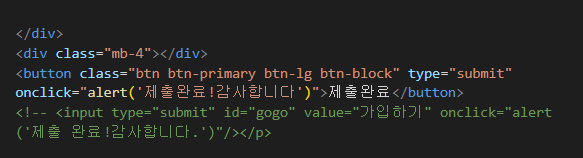 </div>
<div class="mb-4"></div>
<button class="btn btn-primary btn-lg btn-block" type="submit"
onclick="alert('제출완료!감사합니다')">제출완료</button>
<!-- <input type="submit" id="gogo" value="가입하기" onclick="alert
('제출 완료!감사합니다.')"/></p>